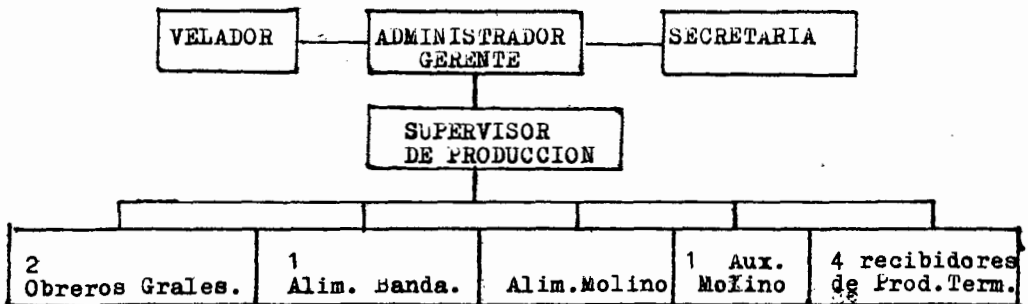 VELADOR
ADMINISTRADOR
GERENTE
SECRETARIA
SUPERVISOR
DE PRODUCCION
2
Obreros Grales.
1
Alim. Banda.
Alim.Molino
1 Aux.
Molino
4 recibidores
de Prod.Term.